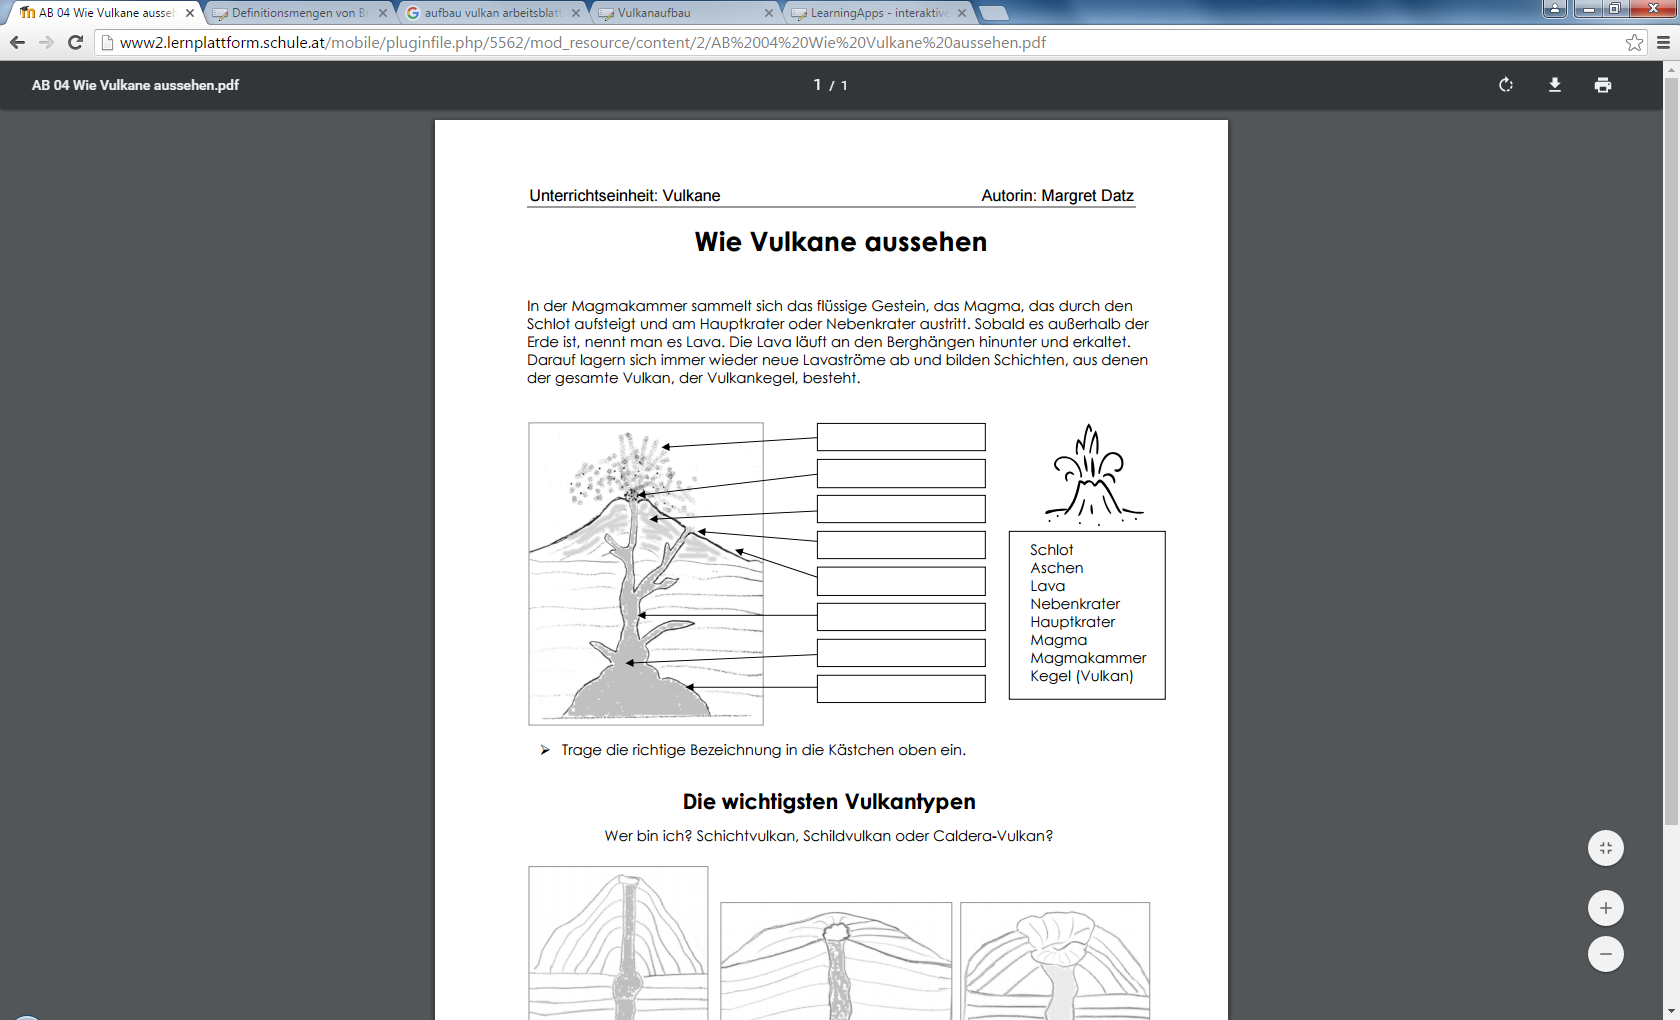 AB 04 Wie Vulkane ausseh
Definitionsmengen von Br
aufbau vulkan arbeitsblatt
Vulkanaufbau
LearningApps - interaktive
www2.lernplattform.schule.at/mobile/pluginfile.php/5562/mod_resource/content/2/AB%2004%20Wie%20Vulkane%20aussehen.pdf
AB 04 Wie Vulkane aussehen.pdf
1 / 1
Unterrichtseinheit: Vulkane
Autorin: Margret Datz
Wie Vulkane aussehen
In der Magmakammer sammelt sich das flüssige Gestein, das Magma, das durch den
Schlot aufsteigt und am Hauptkrater oder Nebenkrater austritt. Sobald es außerhalb der
Erde ist, nennt man es Lava. Die Lava läuft an den Berghängen hinunter und erkaltet.
Darauf lagern sich immer wieder neue Lavaströme ab und bilden Schichten, aus denen
der gesamte Vulkan, der Vulkankegel, besteht.
Schlot
Aschen
Lava
Nebenkrater
Hauptkrater
Magma
Magmakammer
Kegel (Vulkan)
Trage die richtige Bezeichnung in die Kästchen oben ein.
Die wichtigsten Vulkantypen
Wer bin ich? Schichtvulkan, Schildvulkan oder Caldera-Vulkan?